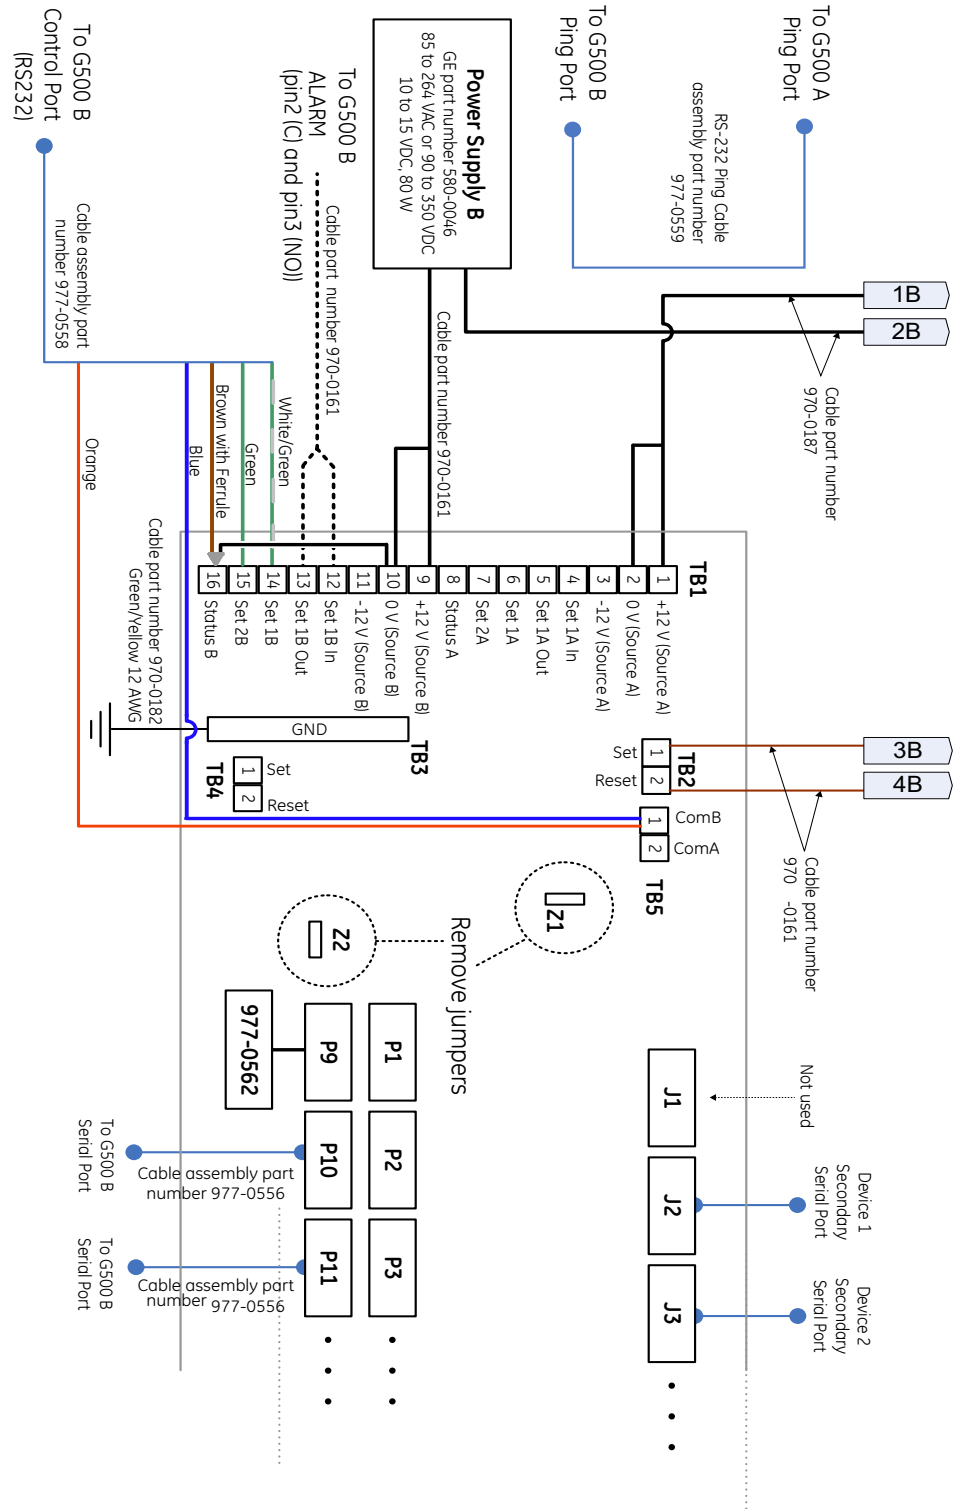 To G500 A
Ping Port
To G500 B
Ping Port
RS-232 Ping Cable
assembly part number
977-0559
1B
2B
Cable part number
970-0187
Power Supply B
GE part number 580-0046
85 to 264 VAC or 90 to 350 VDC
10 to 15 VDC, 80 W
To G500 B
ALARM
(pin2 (C) and pin3 (NO))
Cable part number 970-0161
Cable part number 970-0161
To G500 B
Control Port
(RS232)
Cable assembly part
number 977-0558
White/Green
Green
Brown with Ferrule
Blue
Orange
TB1
1 +12 V (Source A)
2 0 V (Source A)
3 -12 V (Source A)
4 Set 1A In
5 Set 1A Out
6 Set 1A
7 Set 2A
8 Status A
9 +12 V (Source B)
10 0 V (Source B)
11 -12 V (Source B)
12 Set 1B In
13 Set 1B Out
14 Set 1B
15 Set 2B
16 Status B
Cable part number 970-0182
Green/Yellow 12 AWG
GND
TB3
TB2
Set 1
Reset 2
3B
4B
Cable part number
970 -0161
TB4
1 Set
2 Reset
1 ComB
2 ComA
TB5
Z1
Z2
Remove jumpers
977-0562
P9
P1
P10
P2
P11
P3
J1
J2
J3
Not used
Device 1
Secondary
Serial Port
Device 2
Secondary
Serial Port
To G500 B
Serial Port
Cable assembly part
number 977-0556
To G500 B
Serial Port
Cable assembly part
number 977-0556